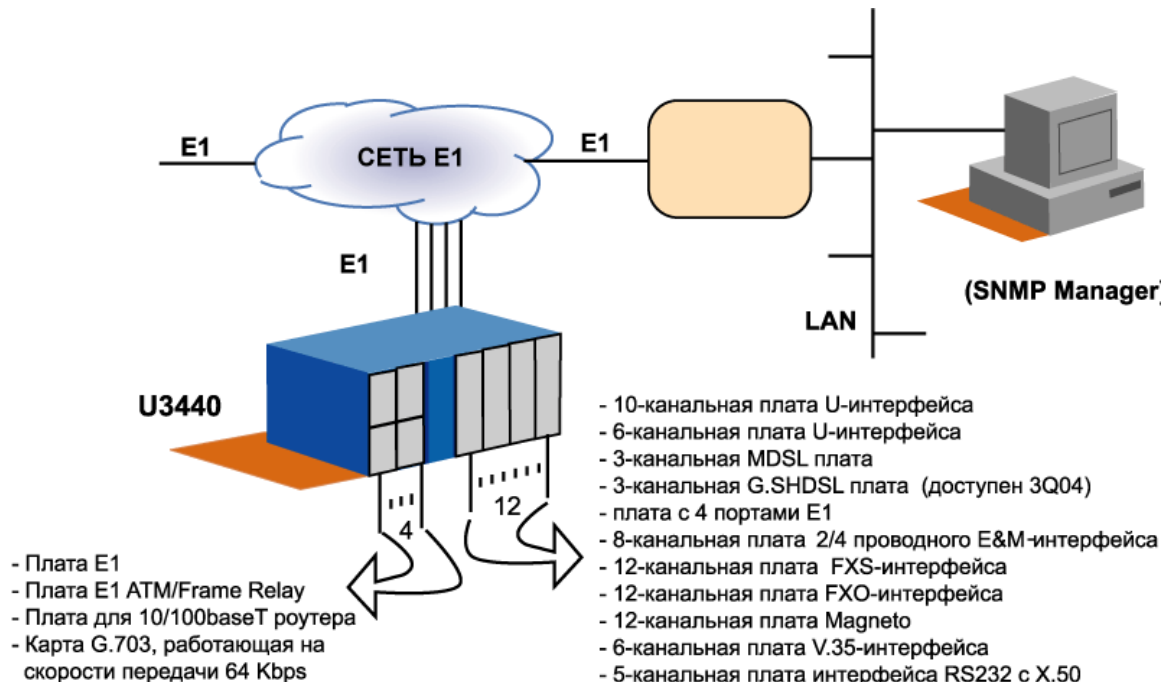 E1
СЕТЬ E1
E1
E1
(SNMP Manager)
LAN
U3440
4
12
- Плата E1
- Плата E1 ATM/Frame Relay
- Плата для 10/100baseT роутера
- Карта G.703, работающая на
скорости передачи 64 Kbps
- 10-канальная плата U-интерфейса
- 6-канальная плата U-интерфейса
- 3-канальная MDSL плата
- 3-канальная G.SHDSL плата (доступен 3Q04)
- плата с 4 портами E1
- 8-канальная плата 2/4 проводного E&M-интерфейса
- 12-канальная плата FXS-интерфейса
- 12-канальная плата FXO-интерфейса
- 12-канальная плата Magneto
- 6-канальная плата V.35-интерфейса
- 5-канальная плата интерфейса RS232 с X.50